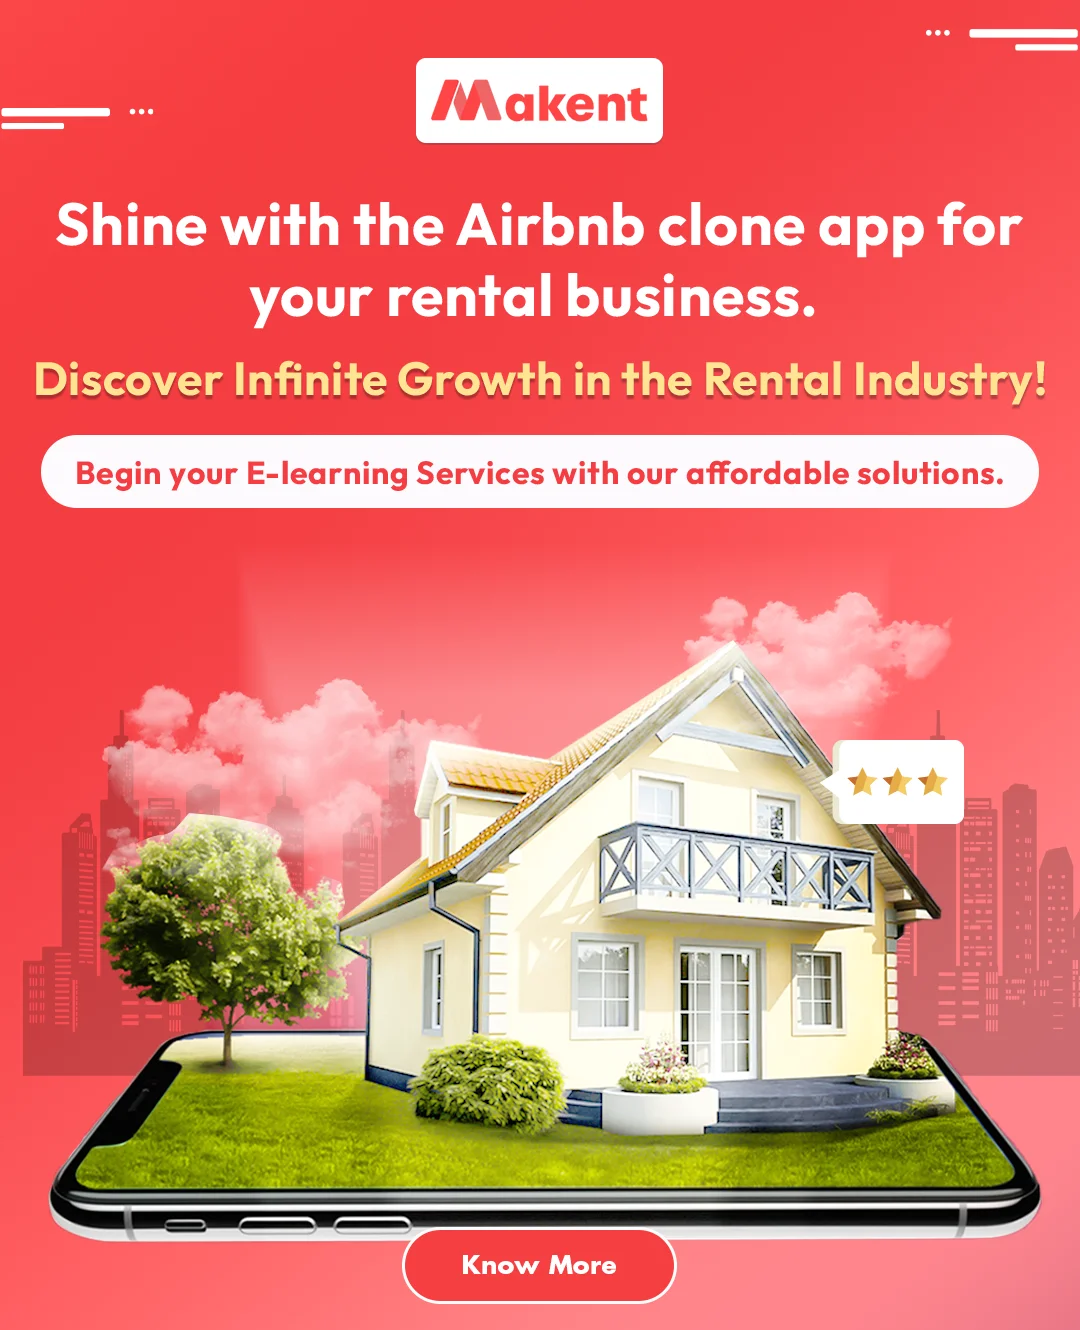 Makent
Shine with the Airbnb clone app for
your rental business.
Discover Infinite Growth in the Rental Industry!
Begin your E-learning Services with our affordable solutions.
Know More